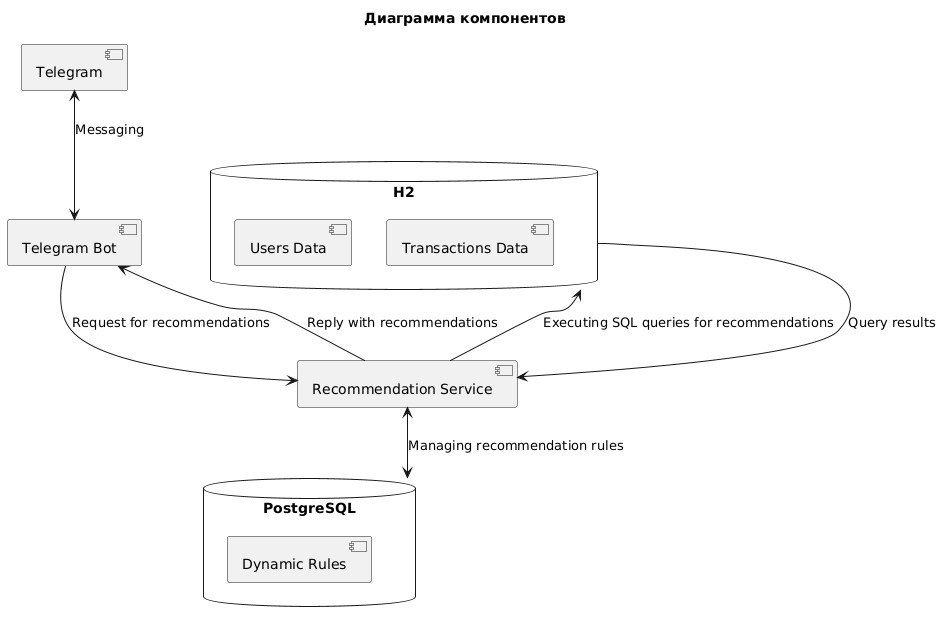 Диаграмма компонентов
Telegram
Messaging
H2
Telegram Bot
Users Data
Transactions Data
Request for recommendations
Reply with recommendations
Executing SQL queries for recommendations
Query results
Recommendation Service
Managing recommendation rules
PostgreSQL
Dynamic Rules